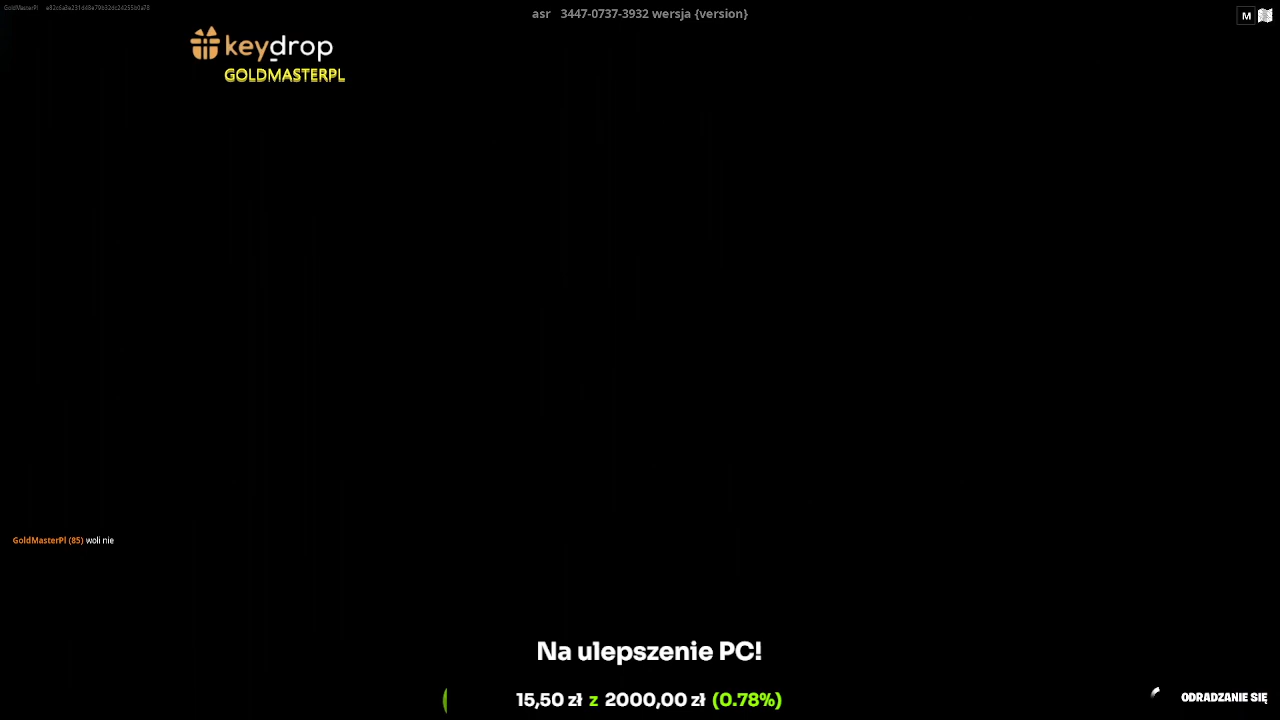 GoldMasterPl
asr 3447-0737-3932 wersja {version}
M
keydrop
GOLDMASTERPL
GoldMasterPl (85) woli nie
Na ulepszenie PC!
15,50 zł z 2000,00 zł (0.78%)
ODRADZANIE SIĘ